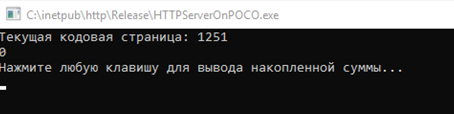 C:\inetpub\http\Release\HTTPServerOnPOCO.exe
Текущая кодовая страница: 1251
0
Нажмите любую клавишу для вывода накопленной суммы...